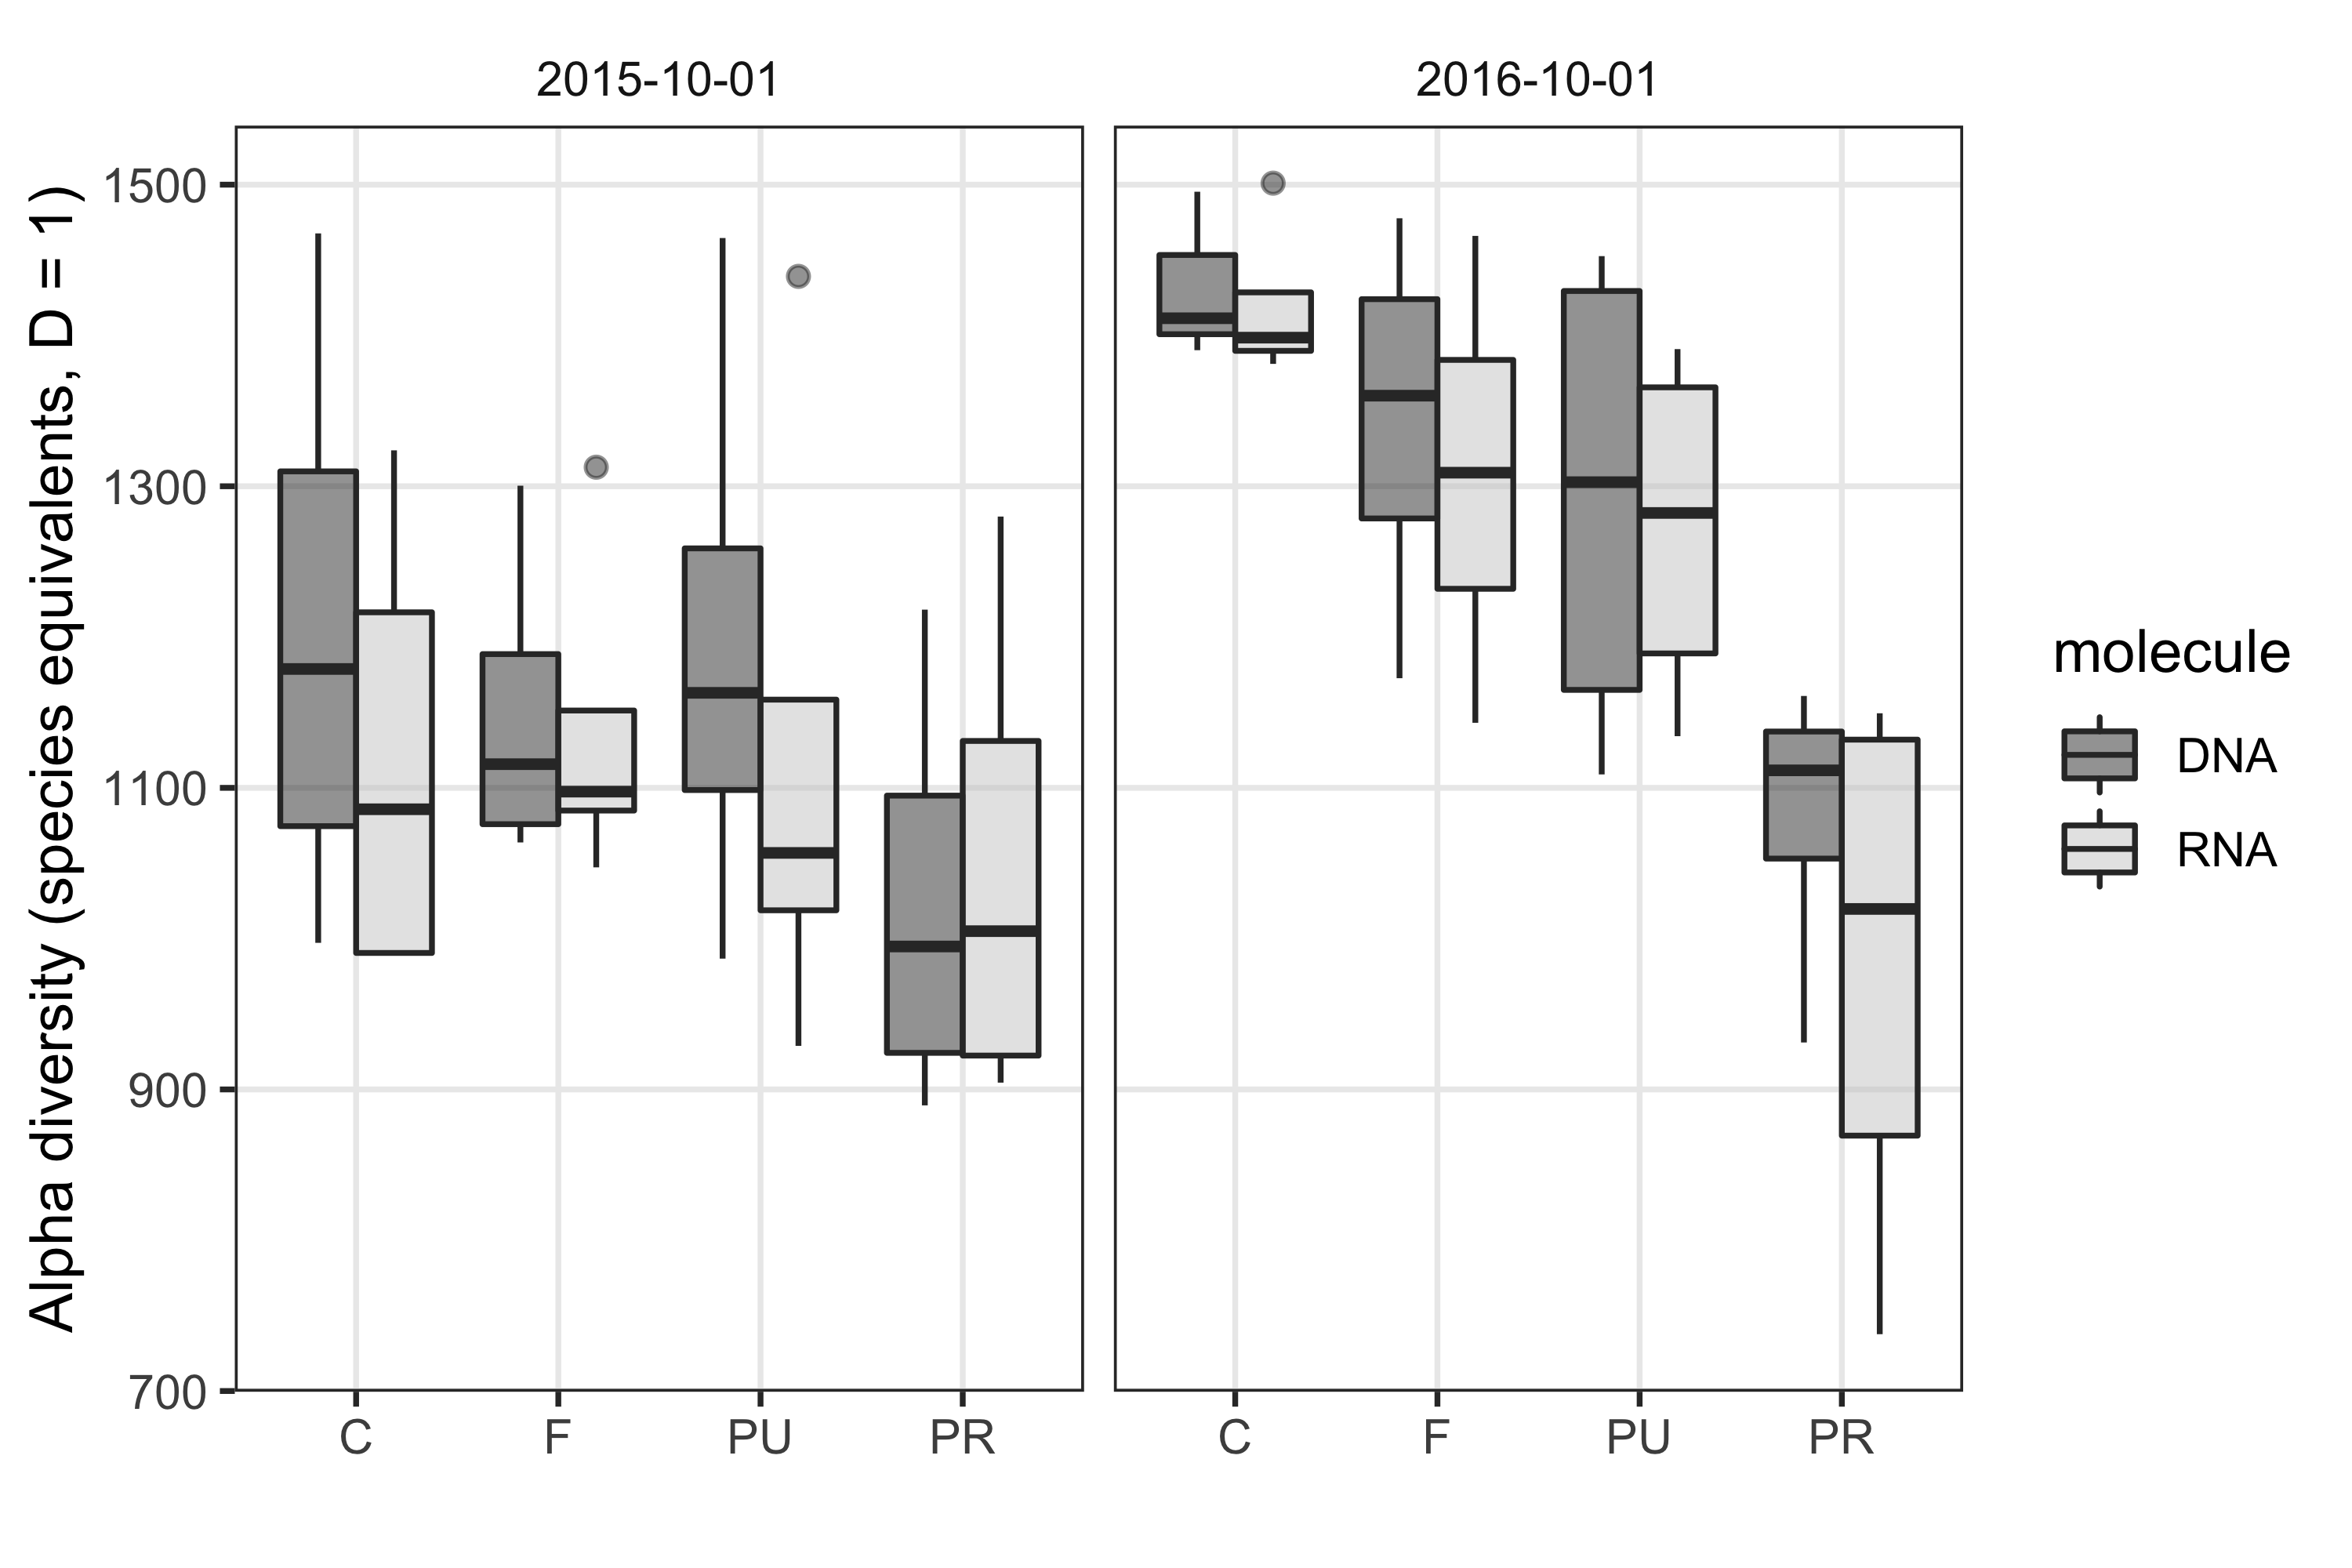 2015-10-01
2016-10-01
Alpha diversity (species equivalents, D = 1)
1500
1300
1100
900
700
C F PU PR
C F PU PR
molecule
DNA
RNA